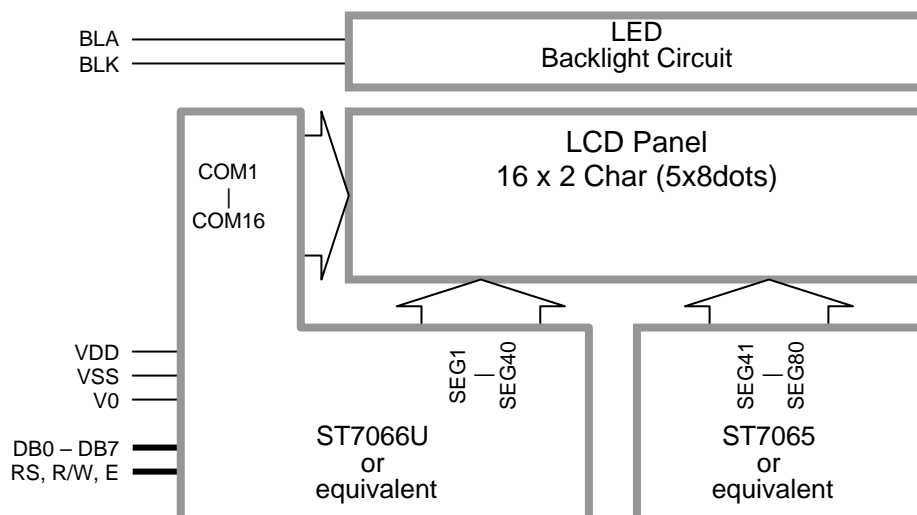 BLA
BLK
LED
Backlight Circuit
LCD Panel
16 x 2 Char (5x8dots)
COM1
|
COM16
VDD
VSS
V0
DB0 – DB7
RS, R/W, E
SEG1
—
SEG40
SEG41
—
SEG80
ST7066U
or
equivalent
ST7065
or
equivalent